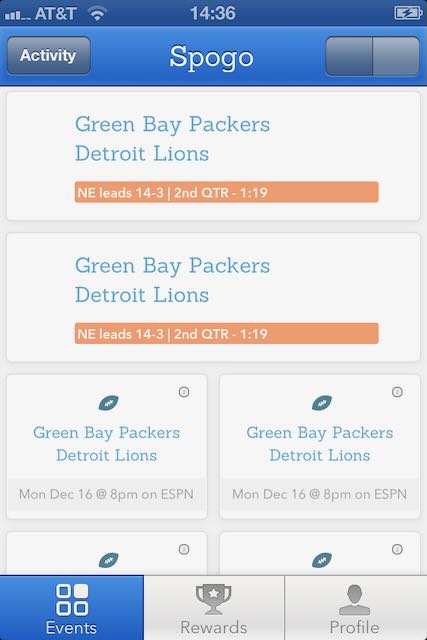 AT&T 14:36
Activity Spogo
Green Bay Packers
Detroit Lions
NE leads 14-3 | 2nd QTR - 1:19
Green Bay Packers
Detroit Lions
NE leads 14-3 | 2nd QTR - 1:19
Green Bay Packers
Detroit Lions
Mon Dec 16 @ 8pm on ESPN
Green Bay Packers
Detroit Lions
Mon Dec 16 @ 8pm on ESPN
Events Rewards Profile